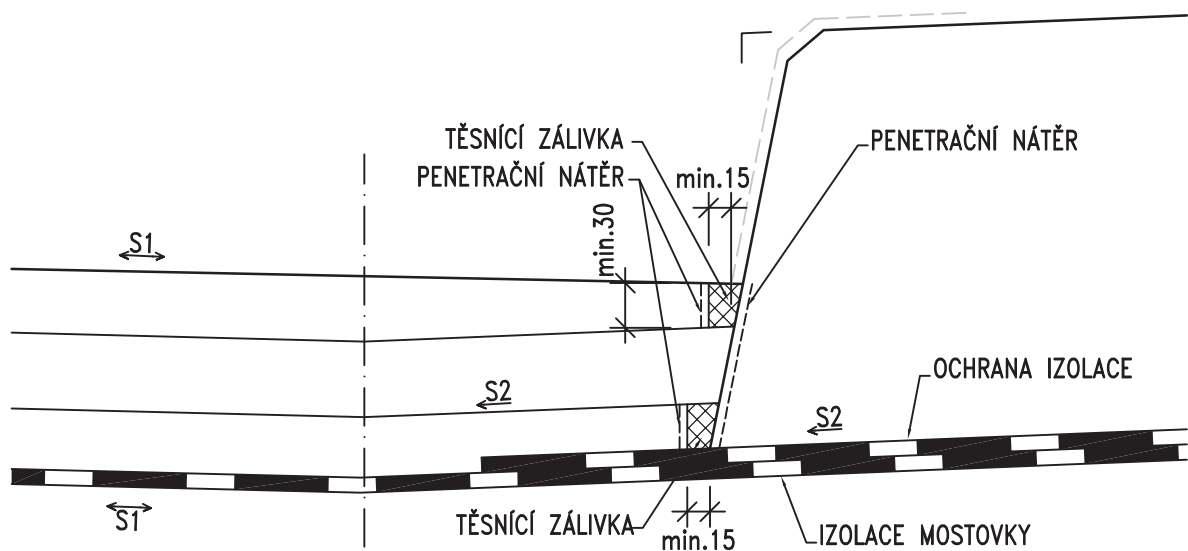 TĚSNÍCÍ ZÁLIVKA
PENETRAČNÍ NÁTĚR
PENETRAČNÍ NÁTĚR
min.15
min.30
S1
OCHRANA IZOLACE
S2
S2
S1
TĚSNÍCÍ ZÁLIVKA
min.15
IZOLACE MOSTOVKY